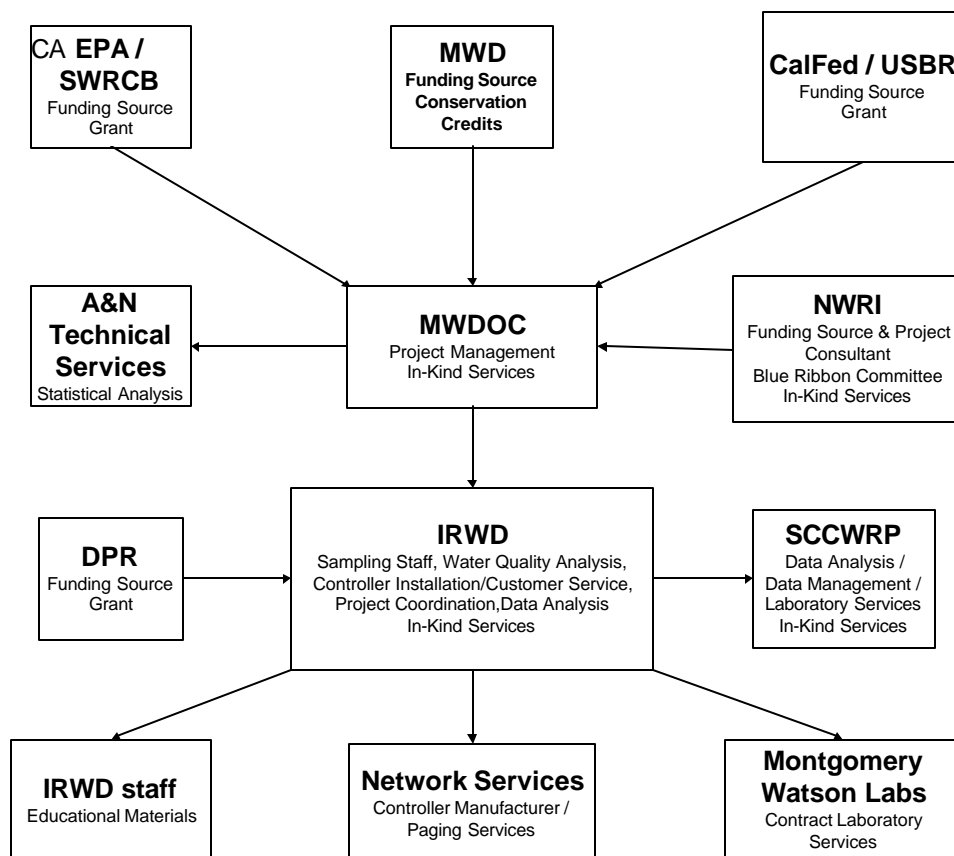 CA EPA /
SWRCB
Funding Source
Grant
MWD
Funding Source
Conservation
Credits
CalFed / USBR
Funding Source
Grant
A&N
Technical
Services
Statistical Analysis
MWDOC
Project Management
In-Kind Services
NWRI
Funding Source & Project
Consultant
Blue Ribbon Committee
In-Kind Services
DPR
Funding Source
Grant
IRWD
Sampling Staff, Water Quality Analysis,
Controller Installation/Customer Service,
Project Coordination,Data Analysis
In-Kind Services
SCCWRP
Data Analysis /
Data Management /
Laboratory Services
In-Kind Services
IRWD staff
Educational Materials
Network Services
Controller Manufacturer /
Paging Services
Montgomery
Watson Labs
Contract Laboratory
Services